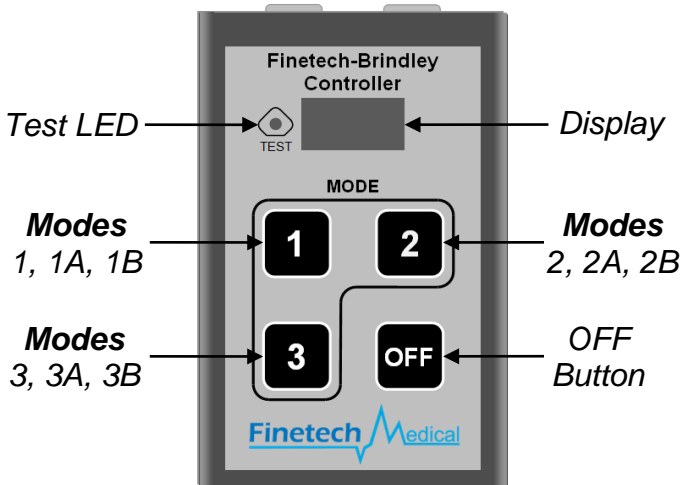 Finetech-Brindley
Controller
Test LED
TEST
Display
MODE
Modes
1, 1A, 1B
1
2
Modes
2, 2A, 2B
Modes
3, 3A, 3B
3
OFF
OFF
Button
Finetech Medical